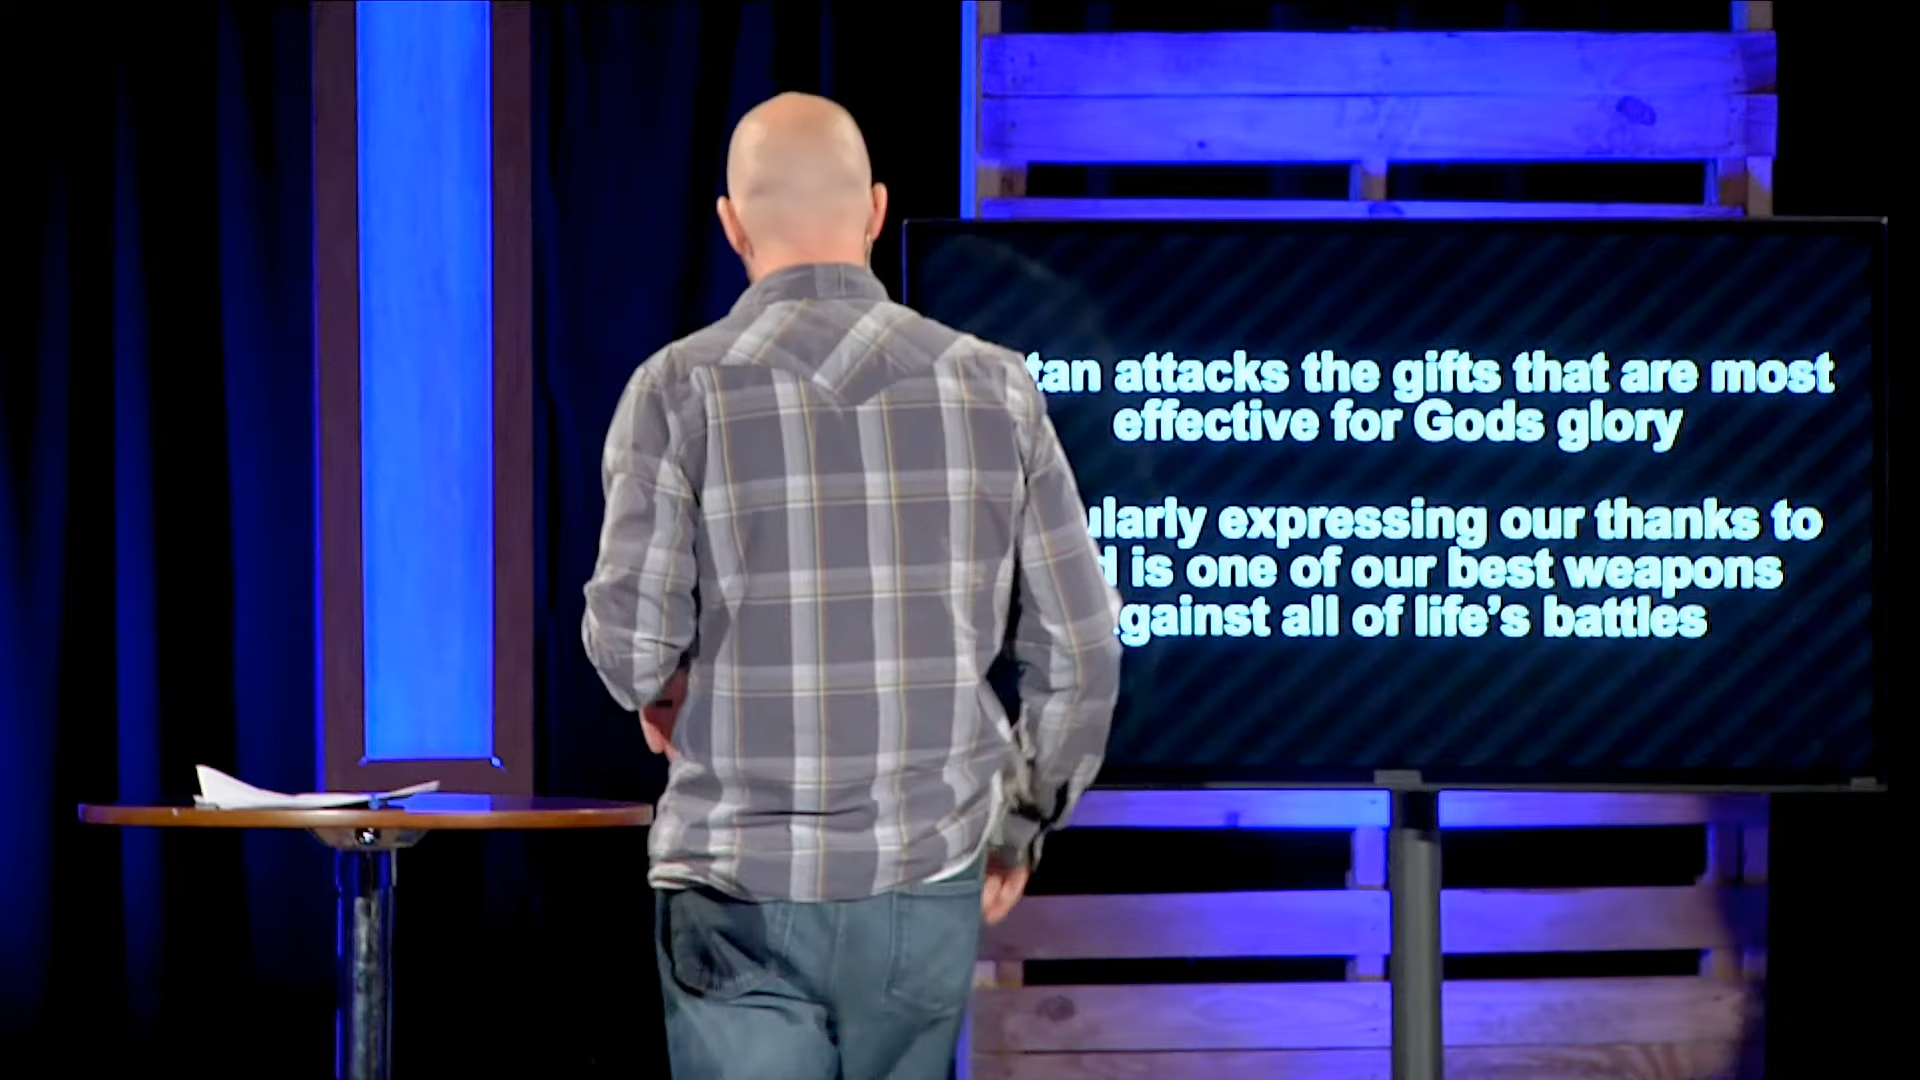 tan attacks the gifts that are most
effective for Gods glory
ularly expressing our thanks to
is one of our best weapons
gainst all of life’s battles